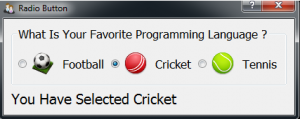 Radio Button
What Is Your Favorite Programming Language ?
Football Cricket Tennis
You Have Selected Cricket